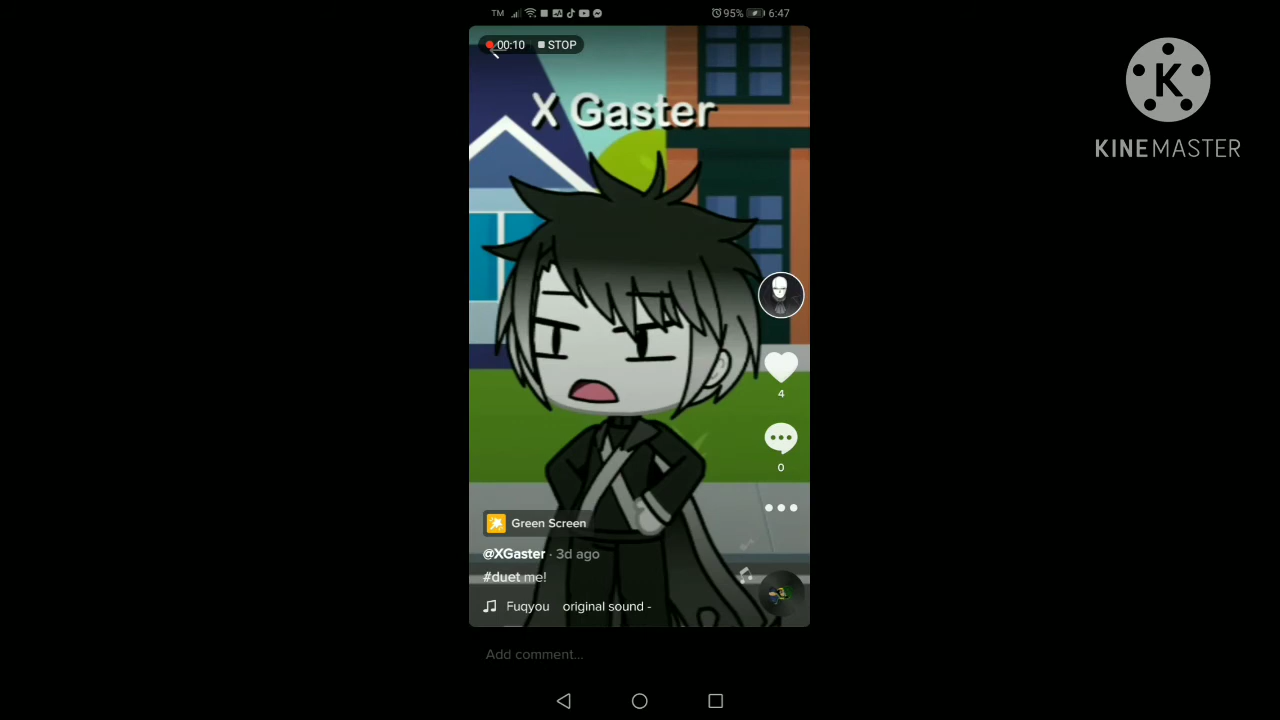 TM 95% 6:47
00:10 STOP
X Gaster
KINEMASTER
4
0
Green Screen
@XGaster · 3d ago
#duet me!
Fuqyou original sound -
Add comment...